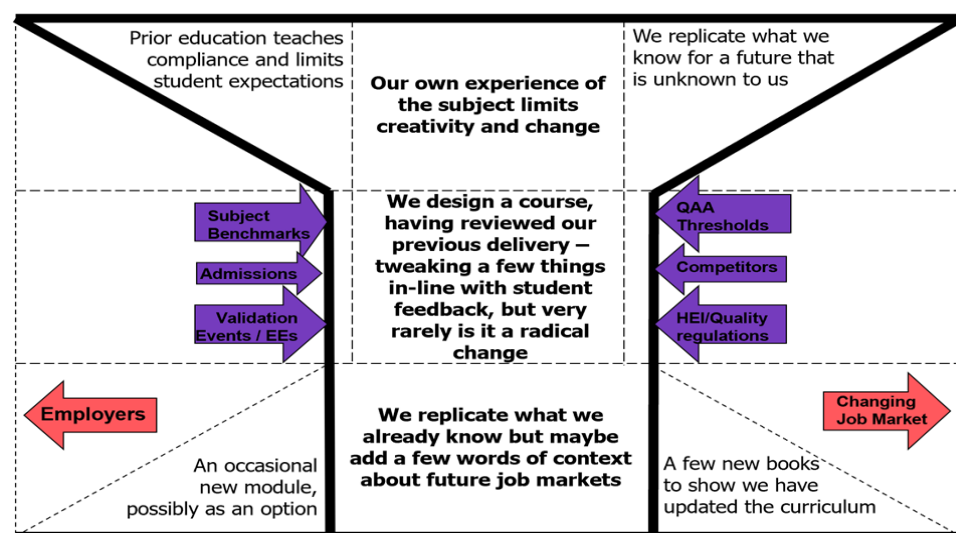 Prior education teaches
compliance and limits
student expectations
Our own experience of
the subject limits
creativity and change
We replicate what we
know for a future that
is unknown to us
Subject
Benchmarks
Admissions
Validation
Events / EEs
We design a course,
having reviewed our
previous delivery –
tweaking a few things
in-line with student
feedback, but very
rarely is it a radical
change
QAA
Thresholds
Competitors
HEI/Quality
regulations
Employers
An occasional
new module,
possibly as an option
We replicate what we
already know but maybe
add a few words of context
about future job markets
Changing
Job Market
A few new books
to show we have
updated the curriculum